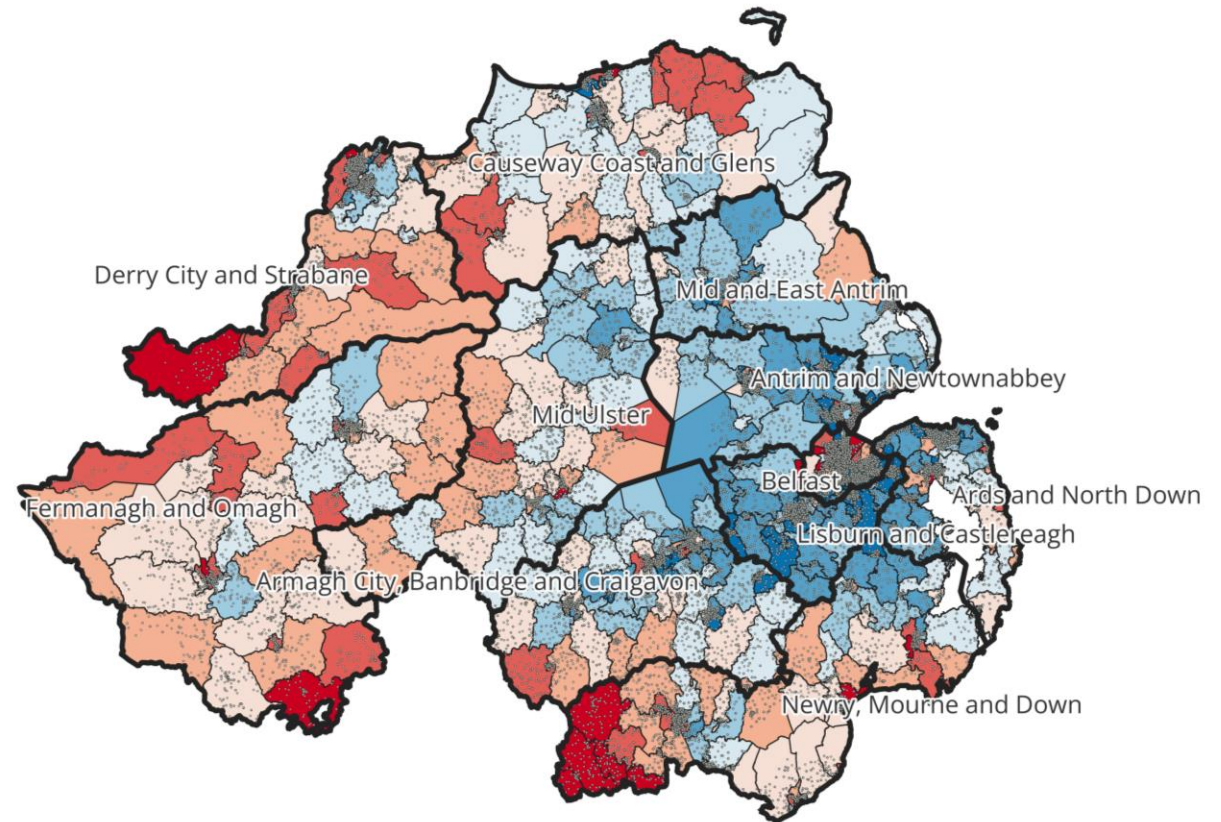 Causeway Coast and Glens
Derry City and Strabane
Mid and East Antrim
Antrim and Newtownabbey
Mid Ulster
Belfast
Ards and North Down
Fermanagh and Omagh
Lisburn and Castlereagh
Armagh City, Banbridge and Craigavon
Newry, Mourne and Down